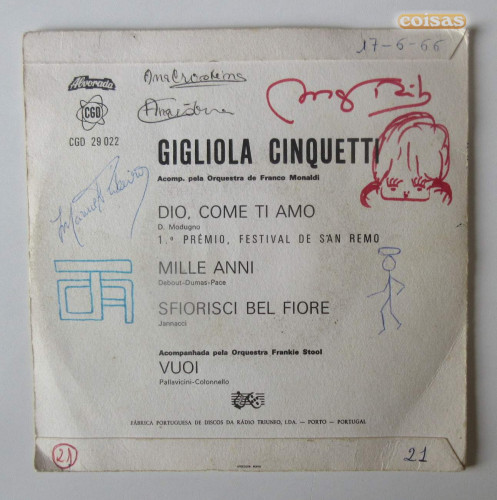 coisas
17-6-66
Alvorada
CGD
CGD 29 022
GIGLIOLA CINQUETTI
Acomp. pela Orquestra de Franco Monaldi
DIO, COME TI AMO
D. Modugno
1.º PRÉMIO, FESTIVAL DE SAN REMO
MILLE ANNI
Debout-Dumas-Pace
SFIORISCI BEL FIORE
Jannacci
Acompanhada pela Orquestra Frankie Stool
VUOI
Pallavicini-Colonnello
FÁBRICA PORTUGUESA DE DISCOS DA RÁDIO TRIUNFO, LDA. — PORTO — PORTUGAL
21
21